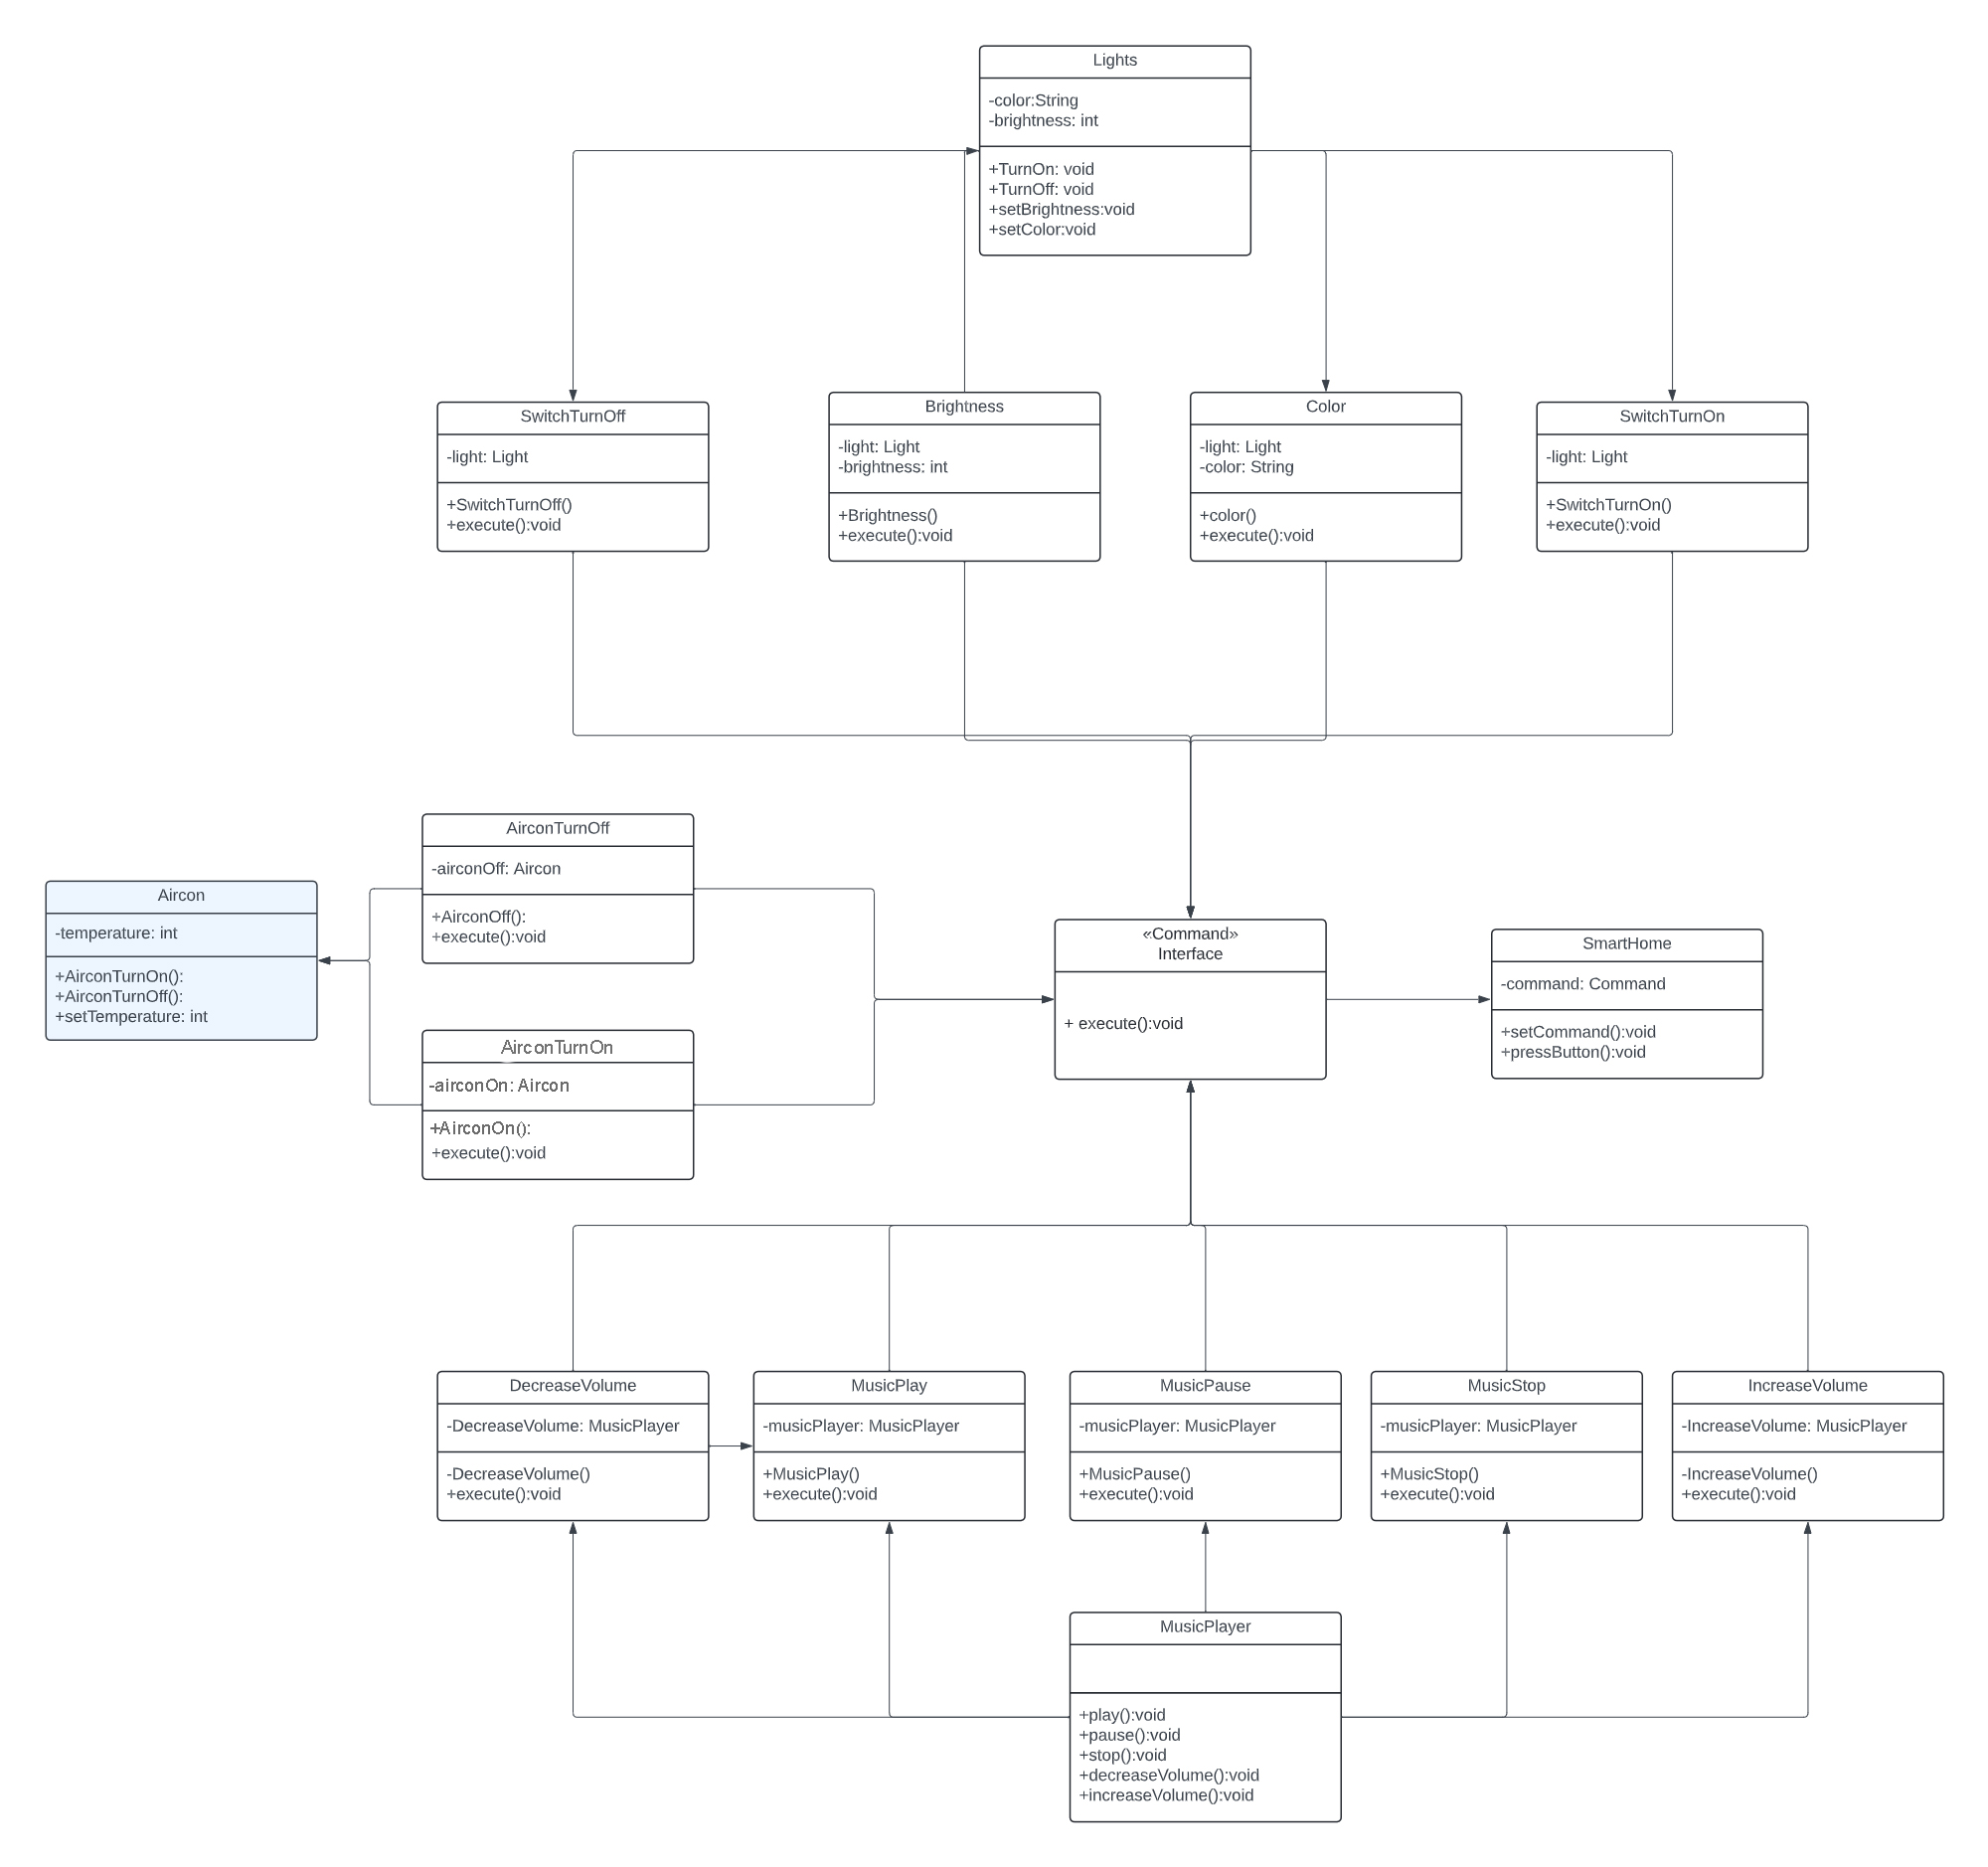 Lights
-color:String
-brightness: int
+TurnOn: void
+TurnOff: void
+setBrightness:void
+setColor:void
SwitchTurnOff
-light: Light
+SwitchTurnOff()
+execute():void
Brightness
-light: Light
-brightness: int
+Brightness()
+execute():void
Color
-light: Light
-color: String
+color()
+execute():void
SwitchTurnOn
-light: Light
+SwitchTurnOn()
+execute():void
AirconTurnOff
-airconOff: Aircon
+AirconOff():
+execute():void
Aircon
-temperature: int
+AirconTurnOn():
+AirconTurnOff():
+setTemperature: int
AirconTurnOn
-airconOn: Aircon
+AirconOn():
+execute():void
«Command»
Interface
+ execute():void
SmartHome
-command: Command
+setCommand():void
+pressButton():void
DecreaseVolume
-DecreaseVolume: MusicPlayer
-DecreaseVolume()
+execute():void
MusicPlay
-musicPlayer: MusicPlayer
+MusicPlay()
+execute():void
MusicPause
-musicPlayer: MusicPlayer
+MusicPause()
+execute():void
MusicStop
-musicPlayer: MusicPlayer
+MusicStop()
+execute():void
IncreaseVolume
-IncreaseVolume: MusicPlayer
-IncreaseVolume()
+execute():void
MusicPlayer
+play():void
+pause():void
+stop():void
+decreaseVolume():void
+increaseVolume():void